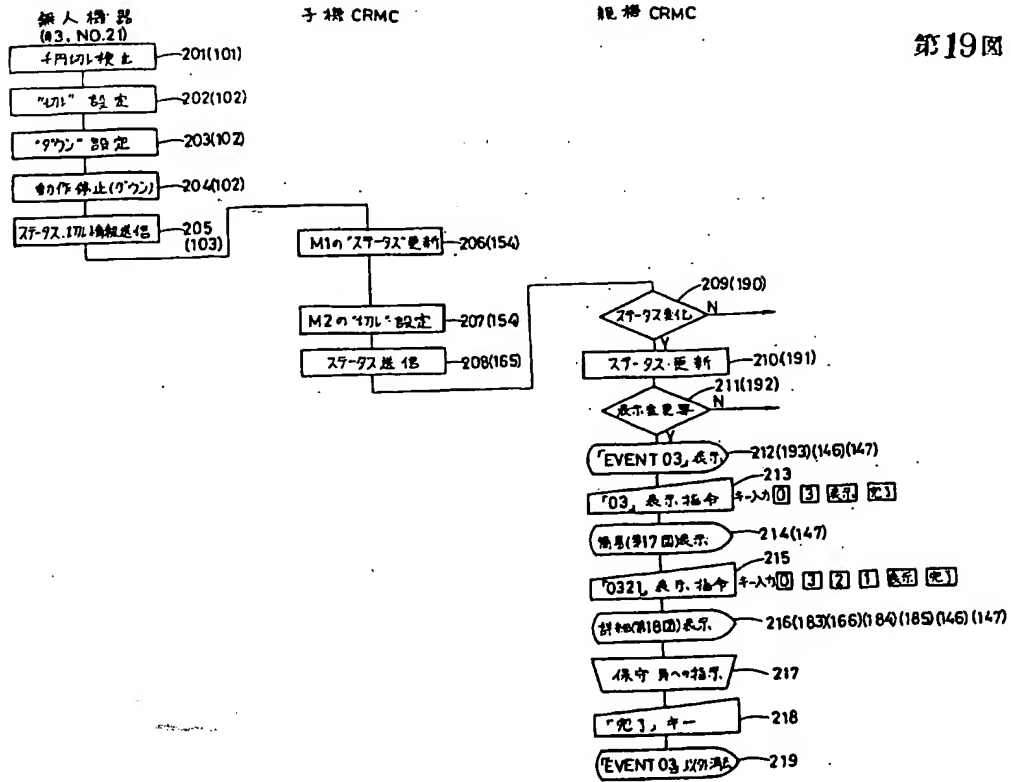 無人機器
(#3, NO.21)
子機 CRMC
親機 CRMC
第19図
千円切れ検出
201(101)
"切れ" 設定
202(102)
"ダウン" 設定
203(102)
動作停止(ダウン)
204(102)
ステータス.切れ情報送信
205
(103)
M1の"ステータス"更新
206(154)
M2の"切れ"設定
207(154)
ステータス送信
208(165)
209(190)
ステータス変化
N
Y
ステータス・更新
210(191)
211(192)
表示変更要
N
Y
「EVENT 03」表示
212(193)(146)(147)
213
「03」表示指令
キー入力 0 3 表示 完了
簡易(第17図)表示
214(147)
215
「0321」表示指令
キー入力 0 3 2 1 表示 完了
詳細(第18図)表示
216(183)(166)(184)(185)(146)(147)
保守員への指示
217
「完了」キー
218
「EVENT 03」以外消去
219